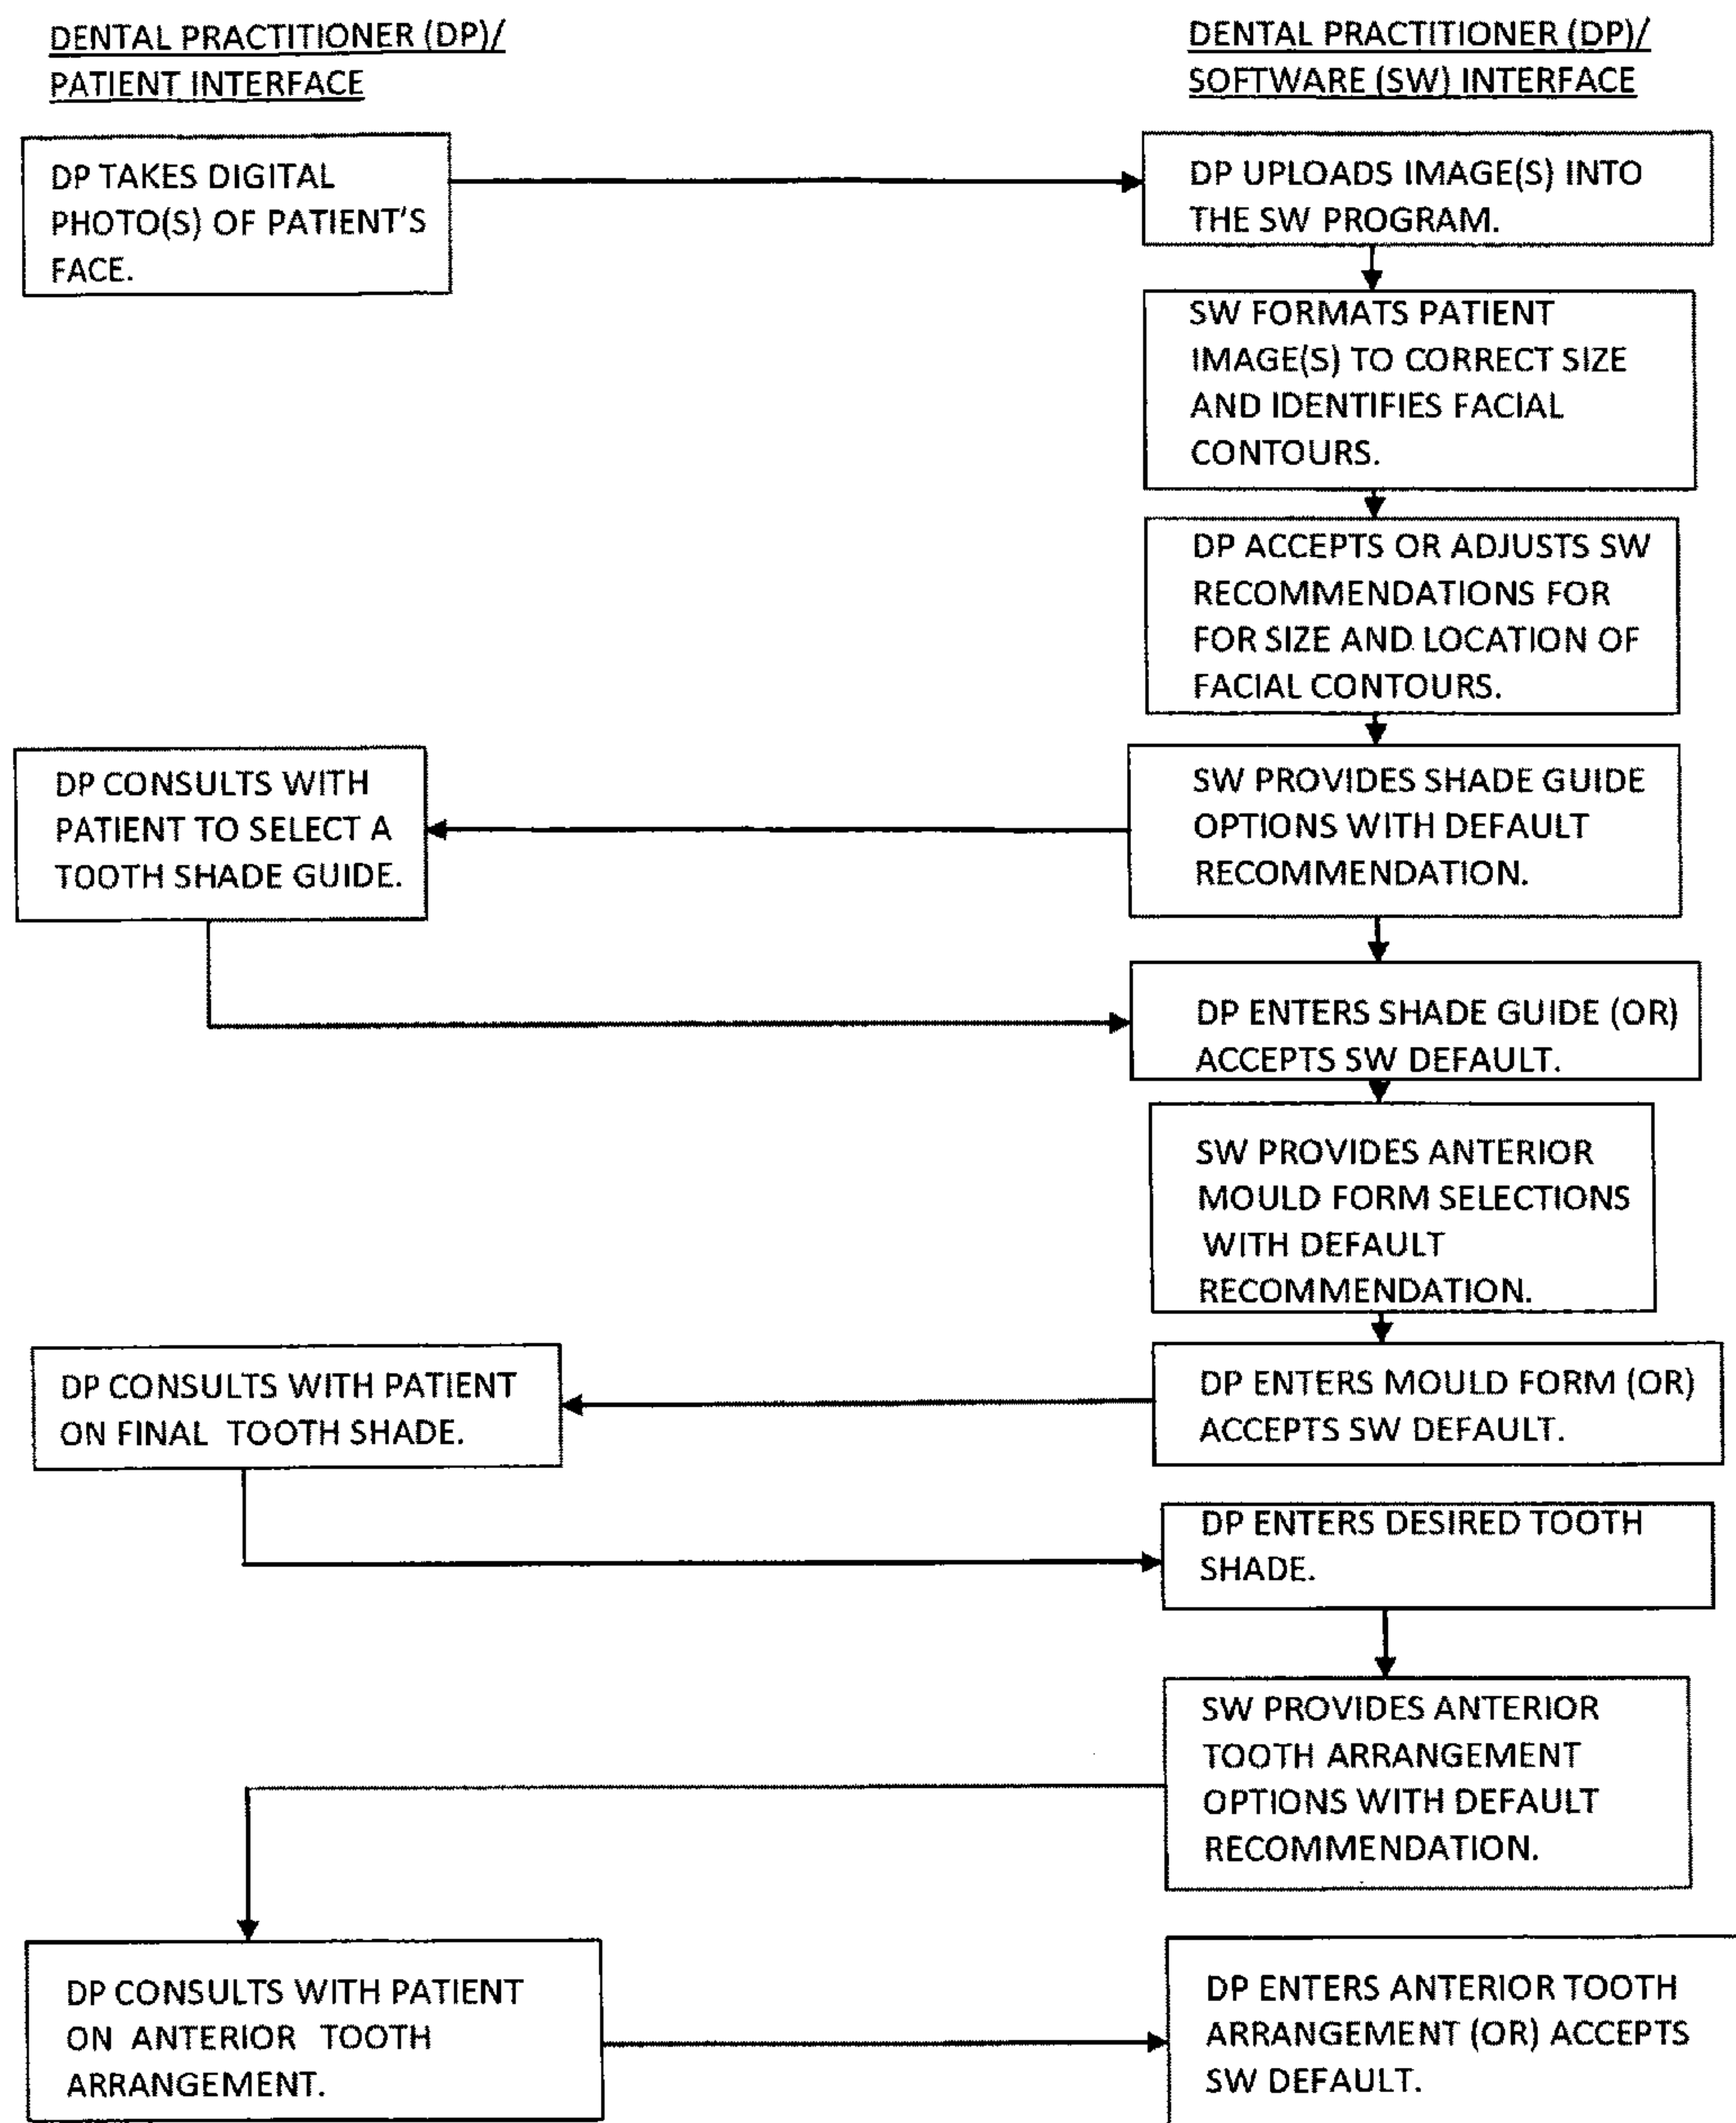 DENTAL PRACTITIONER (DP)/
PATIENT INTERFACE
DENTAL PRACTITIONER (DP)/
SOFTWARE (SW) INTERFACE
DP TAKES DIGITAL
PHOTO(S) OF PATIENT'S
FACE.
DP UPLOADS IMAGE(S) INTO
THE SW PROGRAM.
SW FORMATS PATIENT
IMAGE(S) TO CORRECT SIZE
AND IDENTIFIES FACIAL
CONTOURS.
DP ACCEPTS OR ADJUSTS SW
RECOMMENDATIONS FOR
FOR SIZE AND LOCATION OF
FACIAL CONTOURS.
SW PROVIDES SHADE GUIDE
OPTIONS WITH DEFAULT
RECOMMENDATION.
DP CONSULTS WITH
PATIENT TO SELECT A
TOOTH SHADE GUIDE.
DP ENTERS SHADE GUIDE (OR)
ACCEPTS SW DEFAULT.
SW PROVIDES ANTERIOR
MOULD FORM SELECTIONS
WITH DEFAULT
RECOMMENDATION.
DP ENTERS MOULD FORM (OR)
ACCEPTS SW DEFAULT.
DP CONSULTS WITH PATIENT
ON FINAL TOOTH SHADE.
DP ENTERS DESIRED TOOTH
SHADE.
SW PROVIDES ANTERIOR
TOOTH ARRANGEMENT
OPTIONS WITH DEFAULT
RECOMMENDATION.
DP CONSULTS WITH PATIENT
ON ANTERIOR TOOTH
ARRANGEMENT.
DP ENTERS ANTERIOR TOOTH
ARRANGEMENT (OR) ACCEPTS
SW DEFAULT.